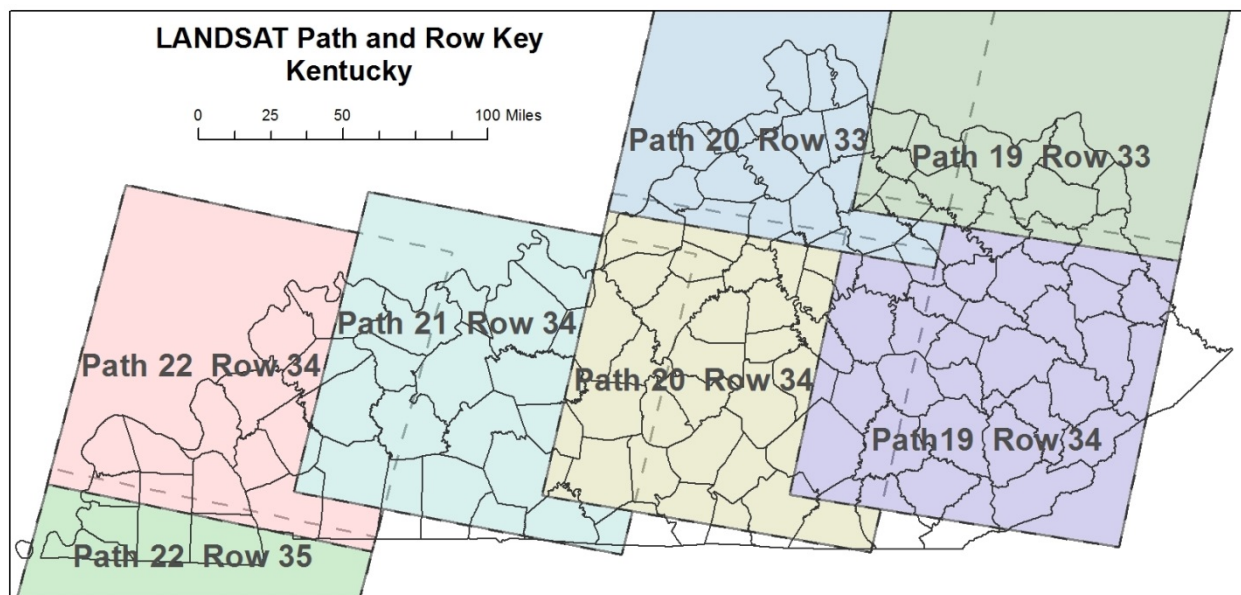 LANDSAT Path and Row Key
Kentucky
0 25 50 100 Miles
Path 20 Row 33
Path 19 Row 33
Path 21 Row 34
Path 22 Row 34
Path 20 Row 34
Path19 Row 34
Path 22 Row 35